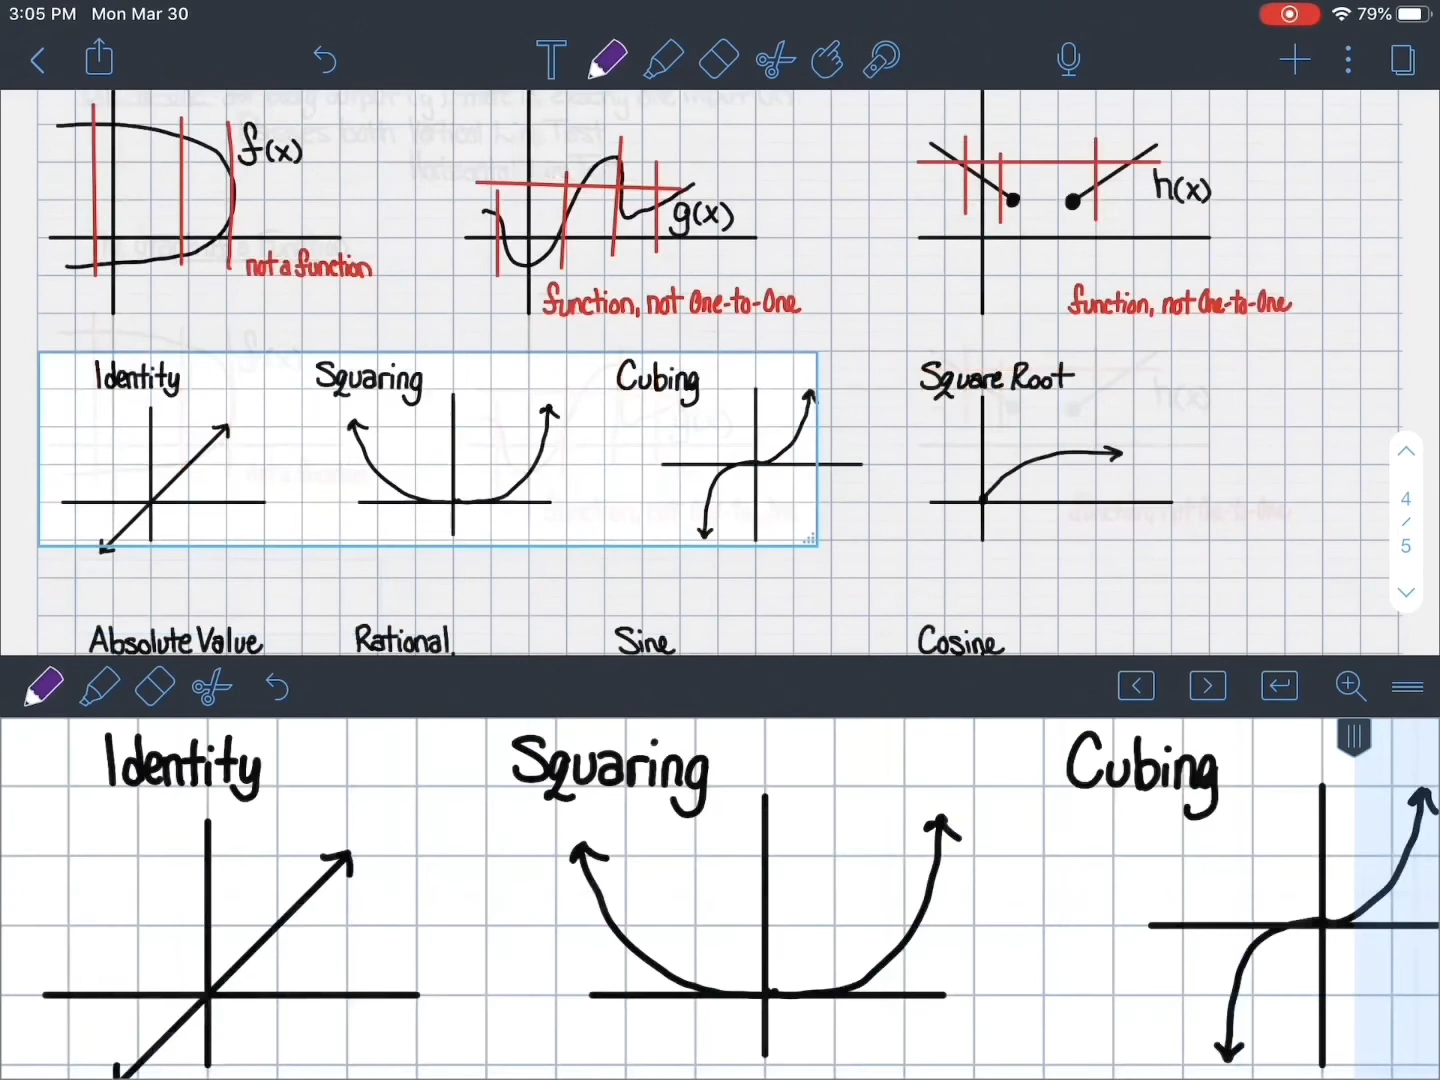 3:05 PM Mon Mar 30
79%
T
f(x)
g(x)
h(x)
not a function
function, not One-to-One
function, not One-to-One
Identity
Squaring
Cubing
Square Root
4
5
Absolute Value
Rational
Sine
Cosine
Identity
Squaring
Cubing